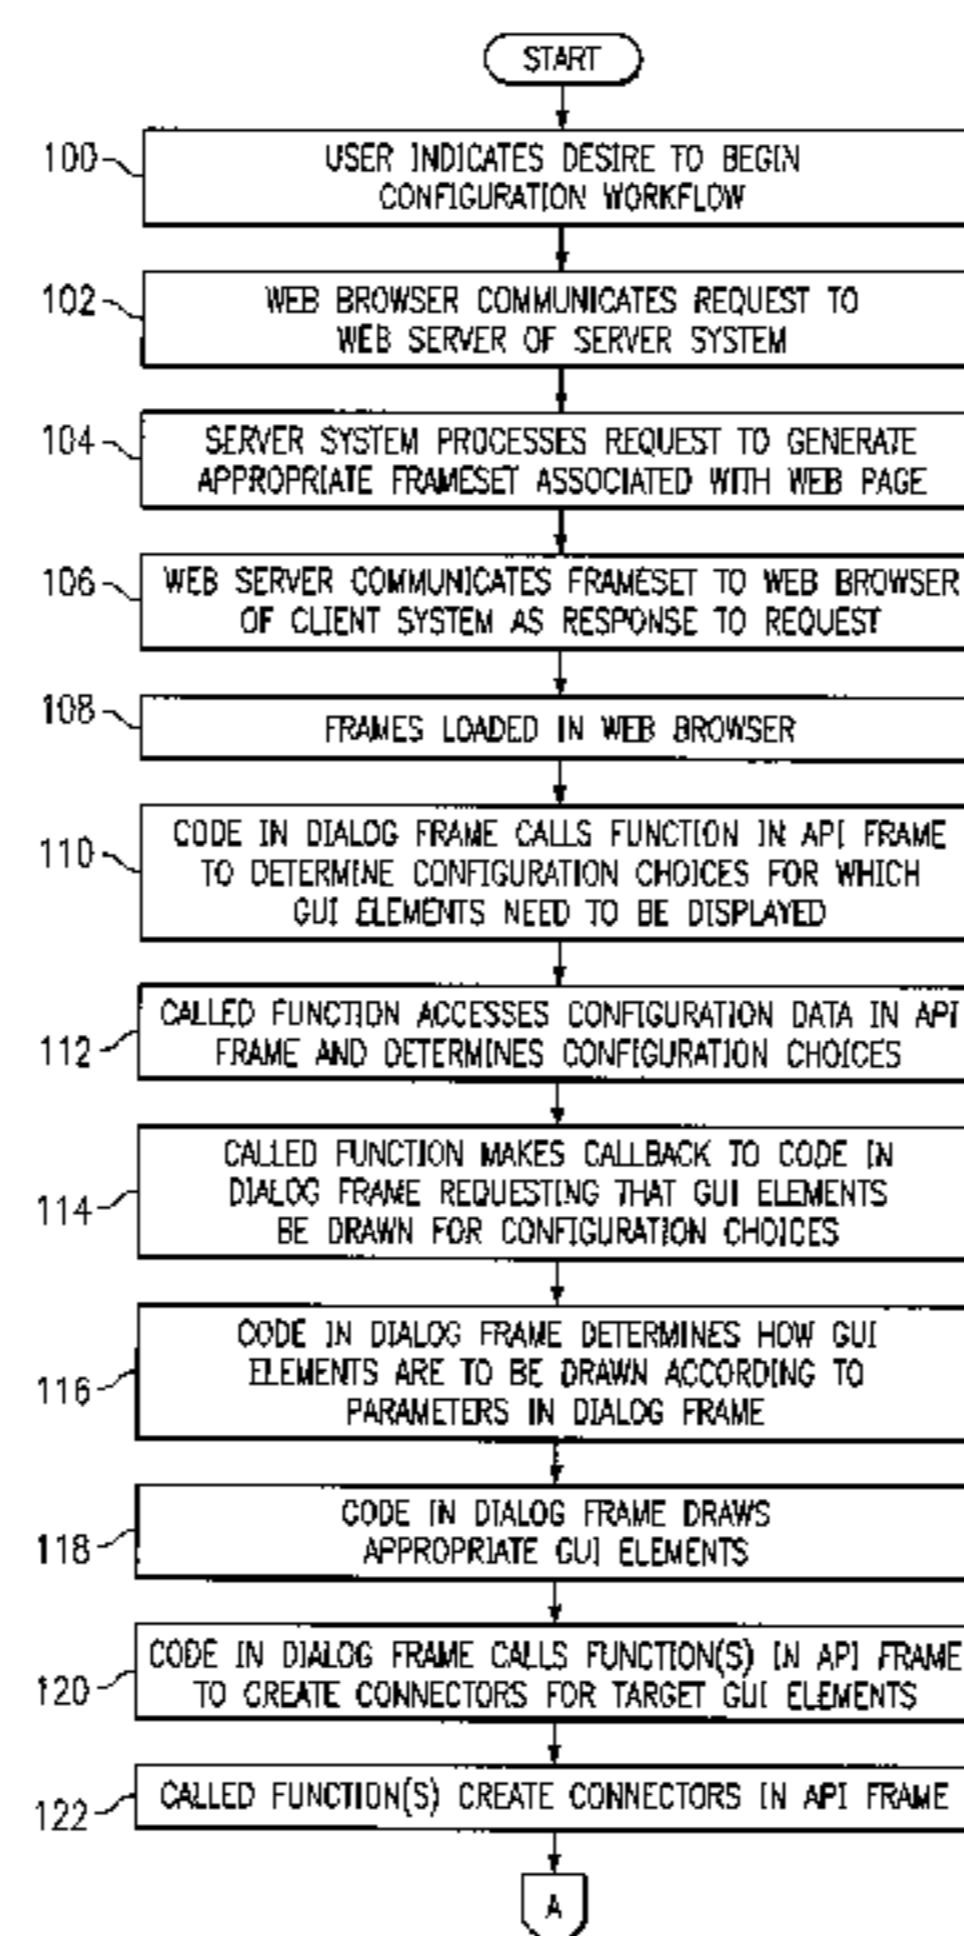 START
100
USER INDICATES DESIRE TO BEGIN
CONFIGURATION WORKFLOW
102
WEB BROWSER COMMUNICATES REQUEST TO
WEB SERVER OF SERVER SYSTEM
104
SERVER SYSTEM PROCESSES REQUEST TO GENERATE
APPROPRIATE FRAMESET ASSOCIATED WITH WEB PAGE
106
WEB SERVER COMMUNICATES FRAMESET TO WEB BROWSER
OF CLIENT SYSTEM AS RESPONSE TO REQUEST
108
FRAMES LOADED IN WEB BROWSER
110
CODE IN DIALOG FRAME CALLS FUNCTION IN API FRAME
TO DETERMINE CONFIGURATION CHOICES FOR WHICH
GUI ELEMENTS NEED TO BE DISPLAYED
112
CALLED FUNCTION ACCESSES CONFIGURATION DATA IN API
FRAME AND DETERMINES CONFIGURATION CHOICES
114
CALLED FUNCTION MAKES CALLBACK TO CODE IN
DIALOG FRAME REQUESTING THAT GUI ELEMENTS
BE DRAWN FOR CONFIGURATION CHOICES
116
CODE IN DIALOG FRAME DETERMINES HOW GUI
ELEMENTS ARE TO BE DRAWN ACCORDING TO
PARAMETERS IN DIALOG FRAME
118
CODE IN DIALOG FRAME DRAWS
APPROPRIATE GUI ELEMENTS
120
CODE IN DIALOG FRAME CALLS FUNCTION(S) IN API FRAME
TO CREATE CONNECTORS FOR TARGET GUI ELEMENTS
122
CALLED FUNCTION(S) CREATE CONNECTORS IN API FRAME
A